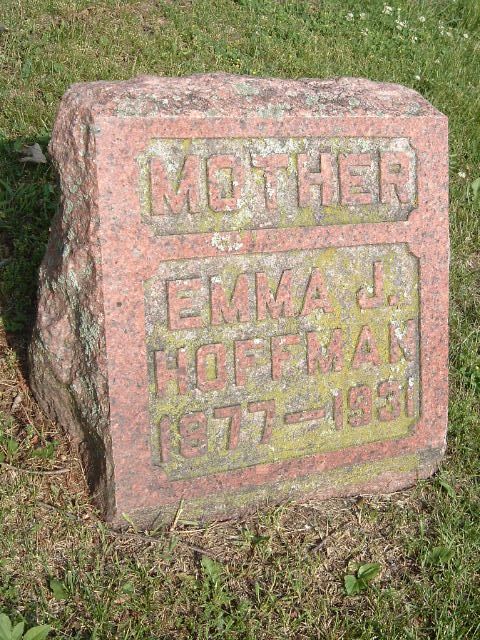 MOTHER
EMMA J.
HOFFMAN
1877-1931